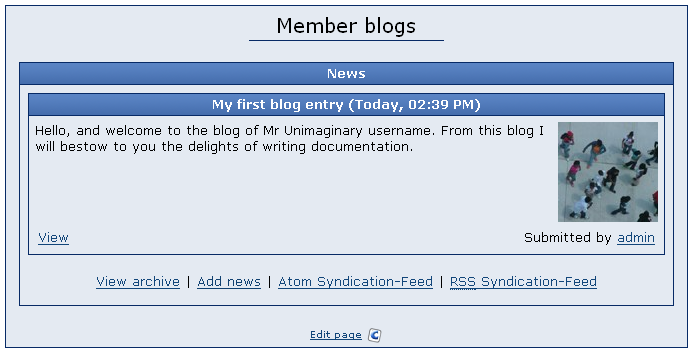 Member blogs
News
My first blog entry (Today, 02:39 PM)
Hello, and welcome to the blog of Mr Unimaginary username. From this blog I
will bestow to you the delights of writing documentation.
View
Submitted by admin
View archive | Add news | Atom Syndication-Feed | RSS Syndication-Feed
Edit page